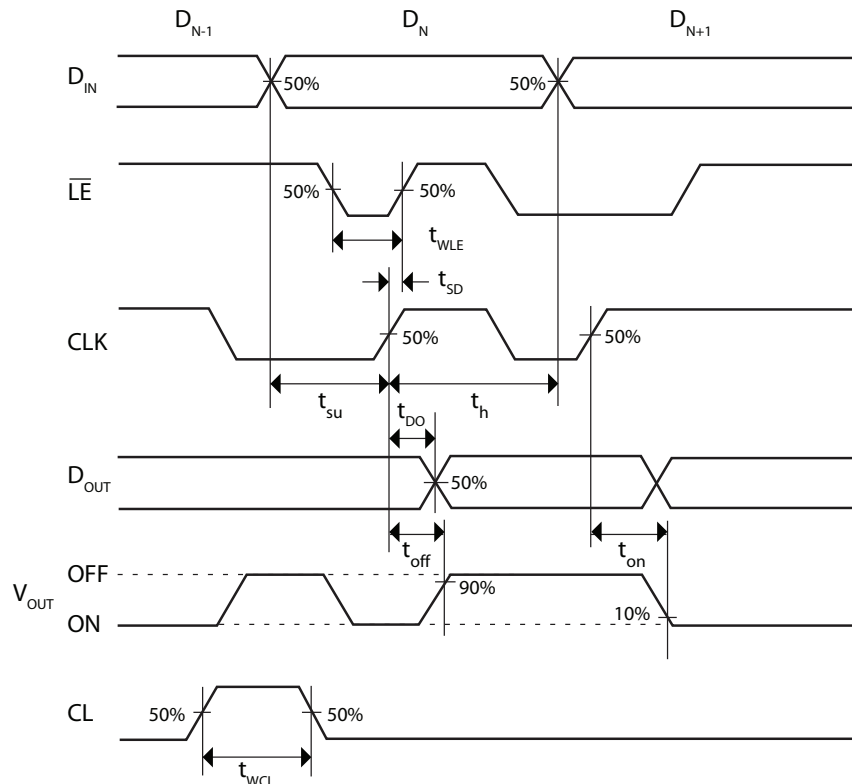 D_N-1 D_N D_N+1
D_IN 50% 50%
L̅E̅ 50% 50%
t_WLE
t_SD
CLK 50% 50%
t_su t_h
t_DO
D_OUT 50%
t_off t_on
OFF 90%
V_OUT
ON 10%
CL 50% 50%
t_WCL